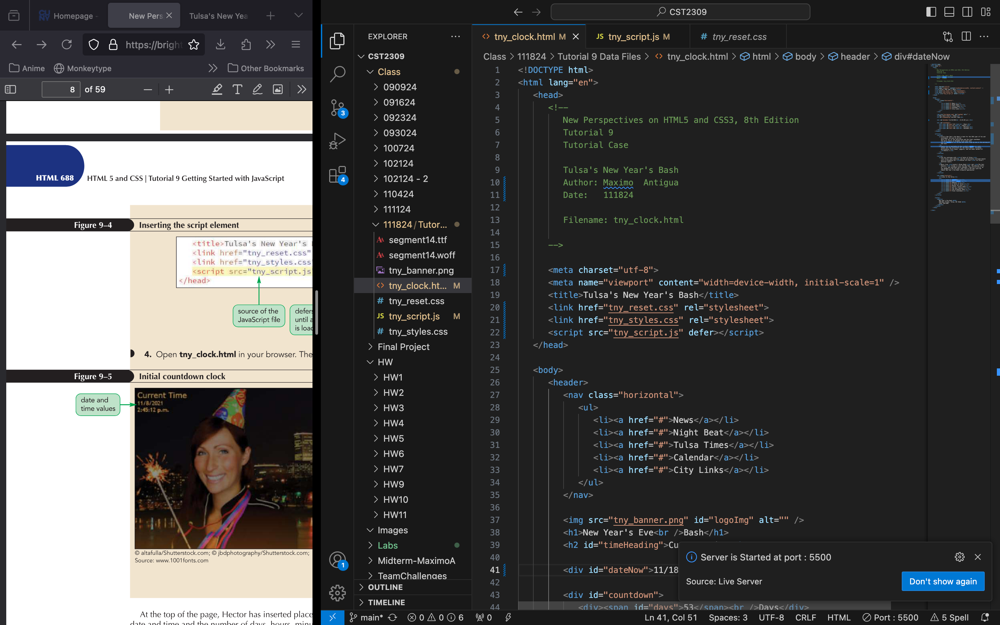 Homepage -
New Pers
Tulsa's New Yea
https://bright
Anime
Monkeytype
Other Bookmarks
8 of 59
HTML 688
HTML 5 and CSS | Tutorial 9 Getting Started with JavaScript
Figure 9–4
Inserting the script element
<title>Tulsa's New Year's
<link href="tny_reset.css"
<link href="tny_styles.css"
<script src="tny_script.js
</head>
source of the
JavaScript file
defers
until a
is load
4. Open tny_clock.html in your browser. The
Figure 9–5
Initial countdown clock
date and
time values
Current Time
11/8/2021
2:45:12 p.m.
© altafulla/Shutterstock.com; © jbdphotography/Shutterstock.com;
Source: www.1001fonts.com
At the top of the page, Hector has inserted place
date and time and the number of days, hours, minu
CST2309
EXPLORER
CST2309
Class
090924
091624
092324
093024
100724
102124
102124 - 2
110424
111124
111824 / Tutor...
segment14.ttf
segment14.woff
tny_banner.png
tny_clock.ht... M
tny_reset.css
tny_script.js M
tny_styles.css
Final Project
HW
HW1
HW2
HW3
HW4
HW5
HW6
HW7
HW9
HW10
HW11
Images
Labs
Midterm-MaximoA
TeamChallenges
OUTLINE
TIMELINE
3
4
1
tny_clock.html M
JS tny_script.js M
# tny_reset.css
Class > 111824 > Tutorial 9 Data Files > tny_clock.html > html > body > header > div#dateNow
1 <!DOCTYPE html>
2 <html lang="en">
3 <head>
4 <!--
5 New Perspectives on HTML5 and CSS3, 8th Edition
6 Tutorial 9
7 Tutorial Case
8
9 Tulsa's New Year's Bash
10 Author: Maximo  Antigua
11 Date:   111824
12
13 Filename: tny_clock.html
14
15 -->
16
17 <meta charset="utf-8">
18 <meta name="viewport" content="width=device-width, initial-scale=1" />
19 <title>Tulsa's New Year's Bash</title>
20 <link href="tny_reset.css" rel="stylesheet">
21 <link href="tny_styles.css" rel="stylesheet">
22 <script src="tny_script.js" defer></script>
23 </head>
24
25 <body>
26 <header>
27 <nav class="horizontal">
28 <ul>
29 <li><a href="#">News</a></li>
30 <li><a href="#">Night Beat</a></li>
31 <li><a href="#">Tulsa Times</a></li>
32 <li><a href="#">Calendar</a></li>
33 <li><a href="#">City Links</a></li>
34 </ul>
35 </nav>
36
37 <img src="tny_banner.png" id="logoImg" alt="" />
38 <h1>New Year's Eve<br />Bash</h1>
39 <h2 id="timeHeading">Cu
40
41 <div id="dateNow">11/18
42
43 <div id="countdown">
44 <div><span id="days">53</span><br />Days</div>
Server is Started at port : 5500
Source: Live Server
Don't show again
main*
0 0 6
0
Ln 41, Col 51
Spaces: 3
UTF-8
CRLF
HTML
Port : 5500
5 Spell